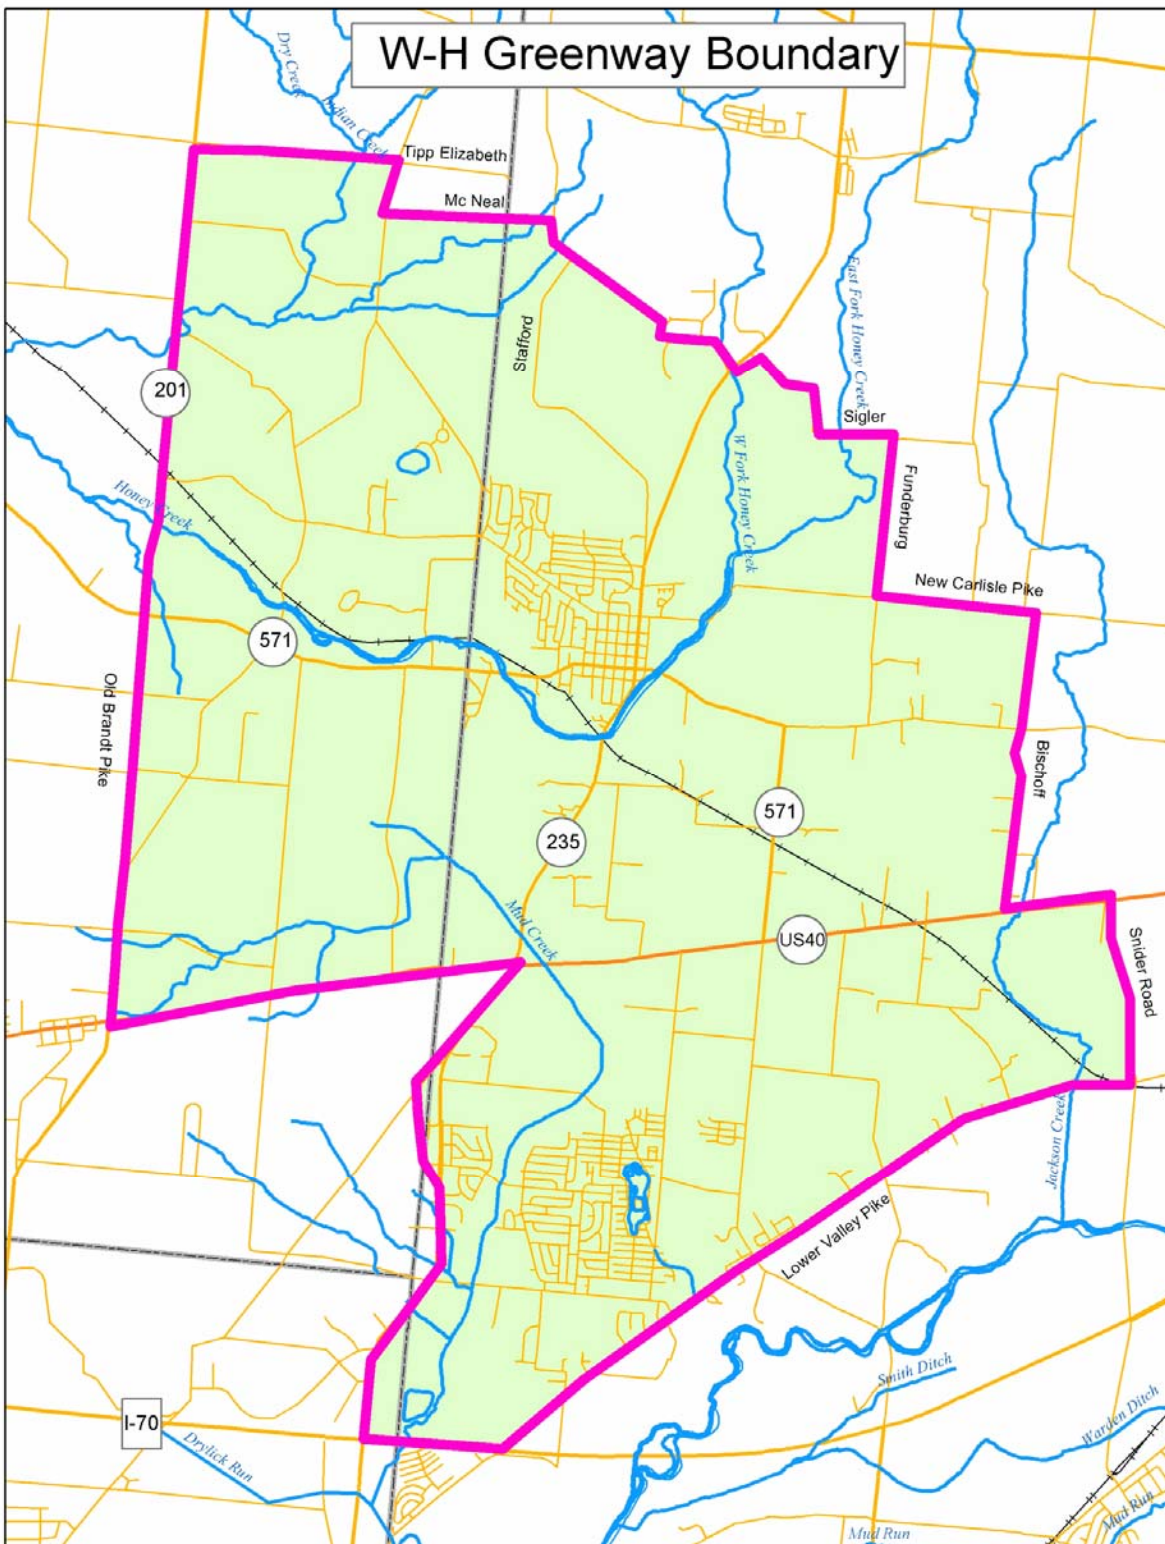 W-H Greenway Boundary
Dry Creek
Indian Creek
Tipp Elizabeth
Mc Neal
East Fork Honey Creek
Stafford
201
Sigler
W Fork Honey Creek
Funderburg
Honey Creek
New Carlisle Pike
571
Old Brandt Pike
Bischoff
571
235
Mud Creek
US40
Snider Road
Jackson Creek
Lower Valley Pike
Smith Ditch
I-70
Drylick Run
Warden Ditch
Mud Run
Mud Run